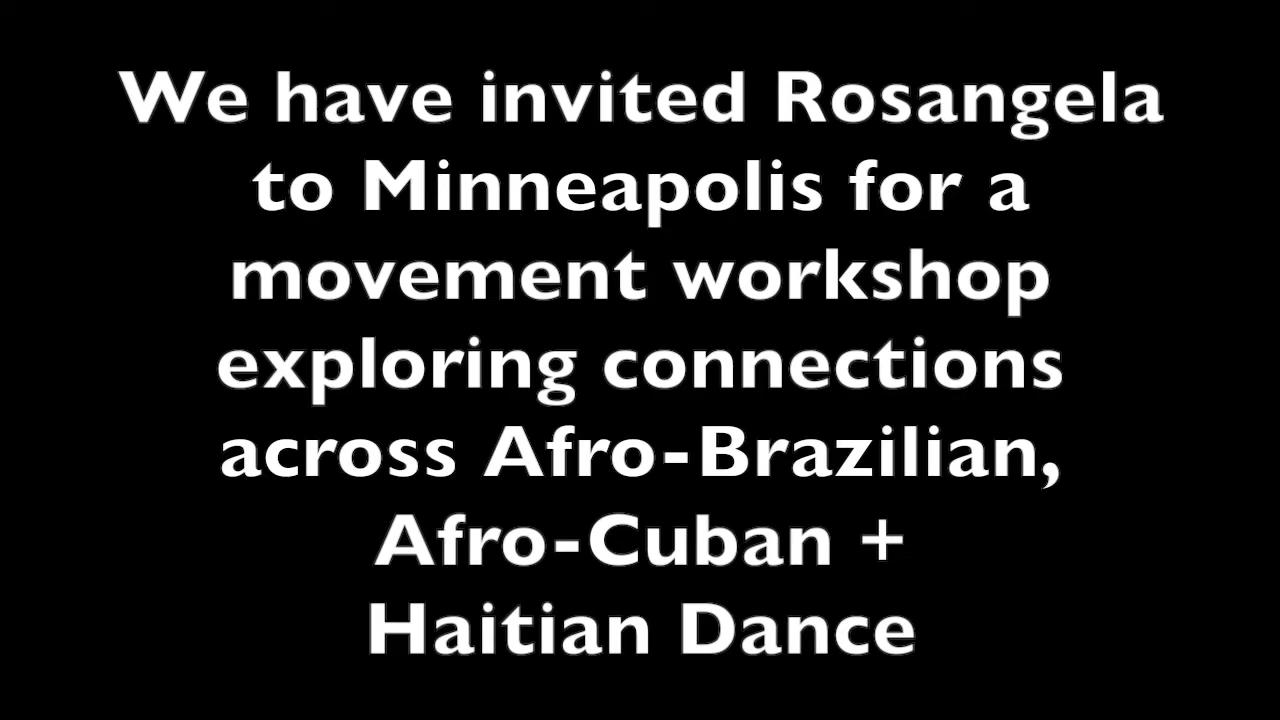 We have invited Rosangela
to Minneapolis for a
movement workshop
exploring connections
across Afro-Brazilian,
Afro-Cuban +
Haitian Dance